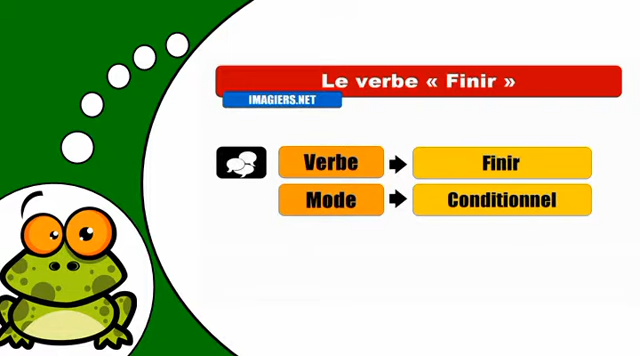 Le verbe « Finir »
IMAGIERS.NET
Verbe Finir
Mode Conditionnel